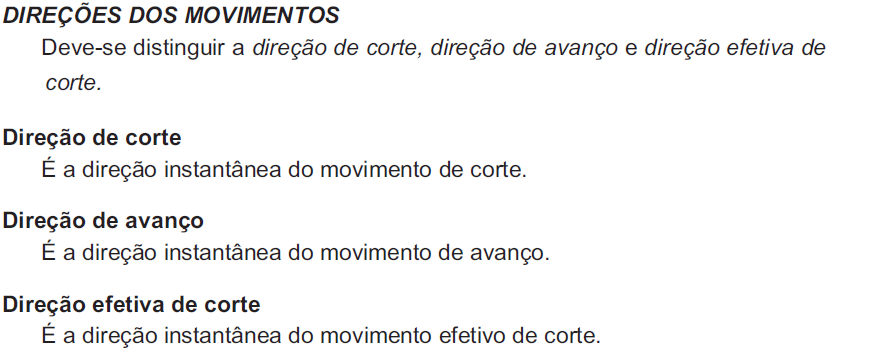 DIREÇÕES DOS MOVIMENTOS
Deve-se distinguir a direção de corte, direção de avanço e direção efetiva de
corte.
Direção de corte
É a direção instantânea do movimento de corte.
Direção de avanço
É a direção instantânea do movimento de avanço.
Direção efetiva de corte
É a direção instantânea do movimento efetivo de corte.